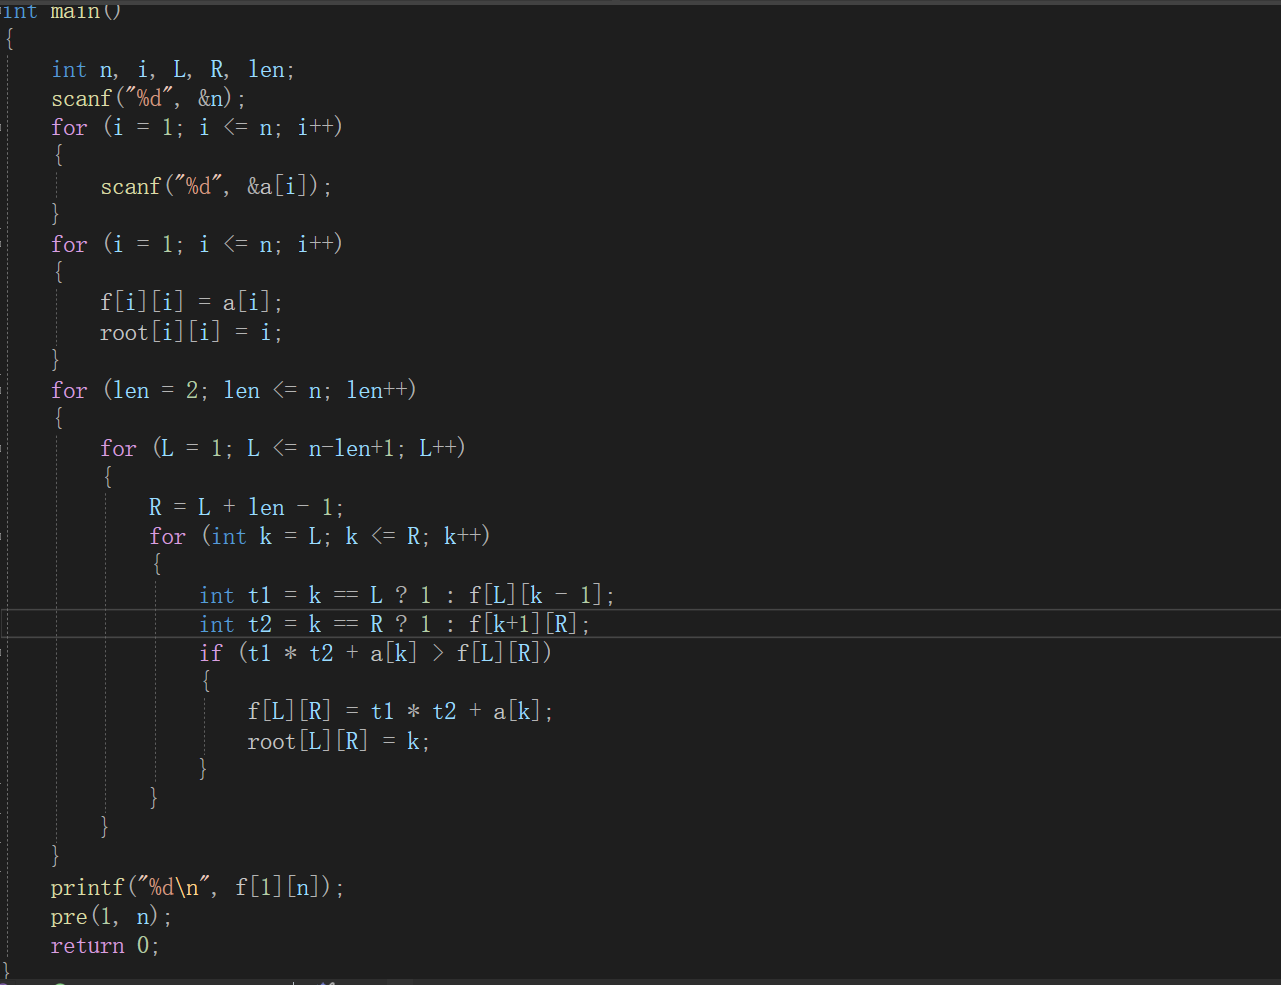 int main()
{
    int n, i, L, R, len;
    scanf("%d", &n);
    for (i = 1; i <= n; i++)
    {
        scanf("%d", &a[i]);
    }
    for (i = 1; i <= n; i++)
    {
        f[i][i] = a[i];
        root[i][i] = i;
    }
    for (len = 2; len <= n; len++)
    {
        for (L = 1; L <= n-len+1; L++)
        {
            R = L + len - 1;
            for (int k = L; k <= R; k++)
            {
                int t1 = k == L ? 1 : f[L][k - 1];
                int t2 = k == R ? 1 : f[k+1][R];
                if (t1 * t2 + a[k] > f[L][R])
                {
                    f[L][R] = t1 * t2 + a[k];
                    root[L][R] = k;
                }
            }
        }
    }
    printf("%d\n", f[1][n]);
    pre(1, n);
    return 0;
}